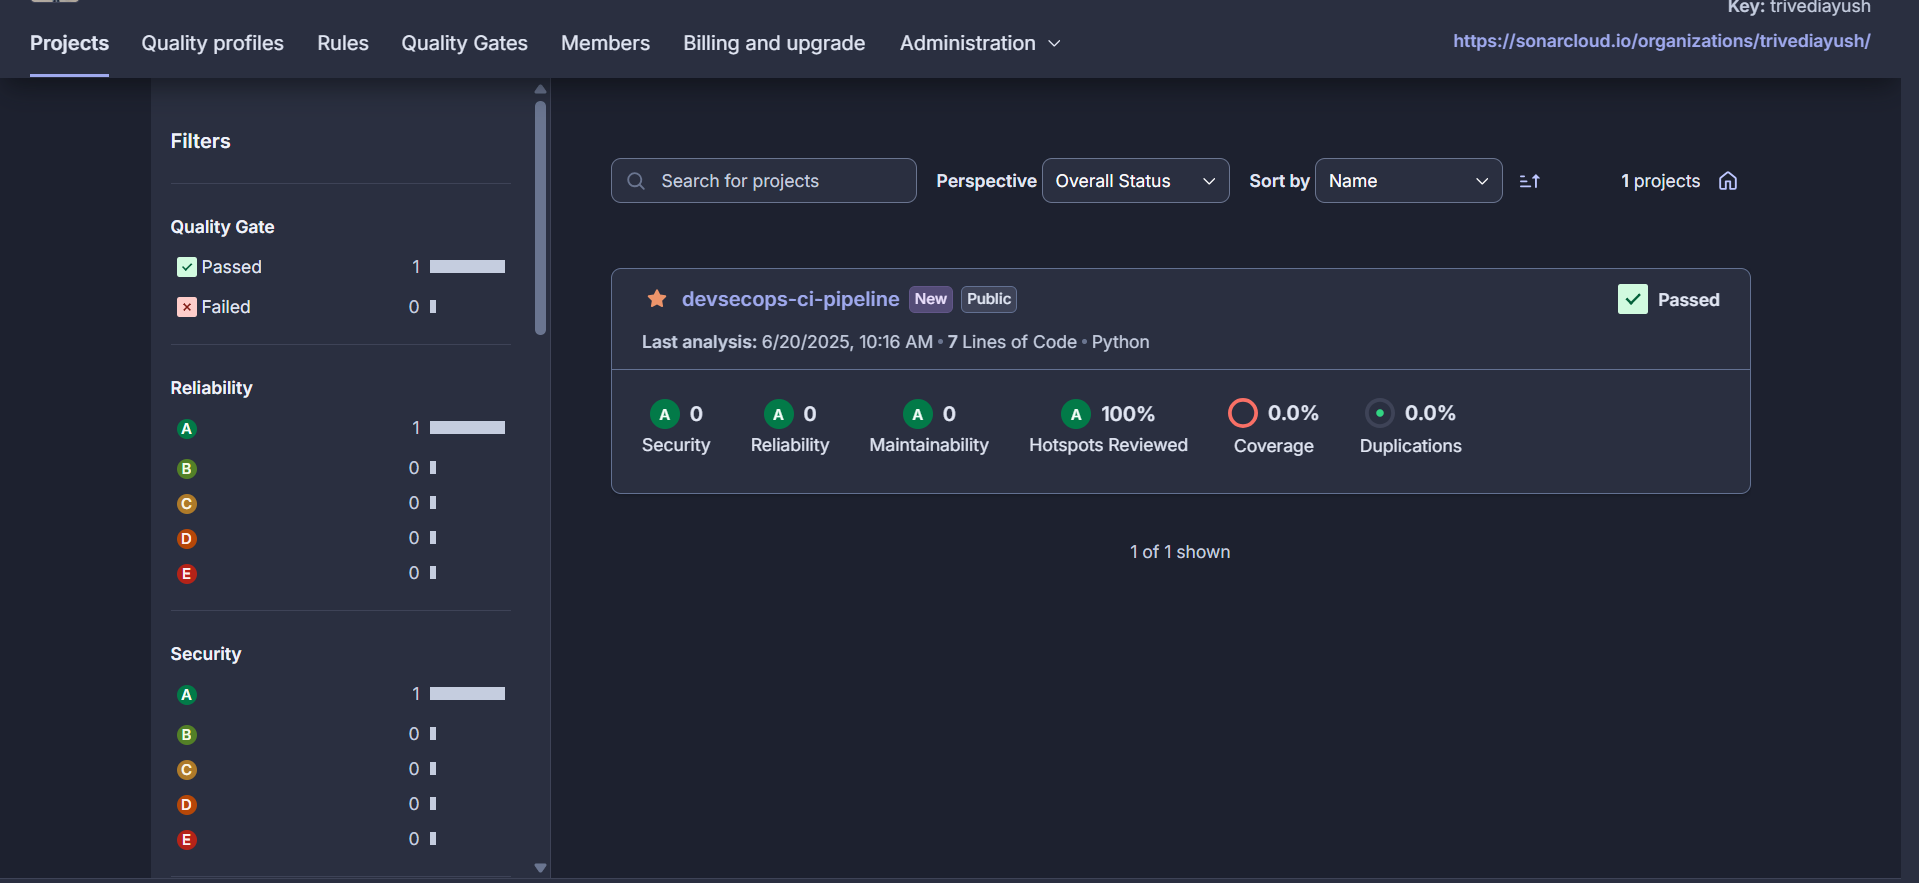 Key: trivediayush
Projects Quality profiles Rules Quality Gates Members Billing and upgrade Administration
https://sonarcloud.io/organizations/trivediayush/
Filters
Quality Gate
Passed 1
Failed 0
Reliability
A 1
B 0
C 0
D 0
E 0
Security
A 1
B 0
C 0
D 0
E 0
Search for projects Perspective Overall Status Sort by Name 1 projects
devsecops-ci-pipeline New Public Passed
Last analysis: 6/20/2025, 10:16 AM • 7 Lines of Code • Python
A 0 A 0 A 0 A 100% 0.0% 0.0%
Security Reliability Maintainability Hotspots Reviewed Coverage Duplications
1 of 1 shown